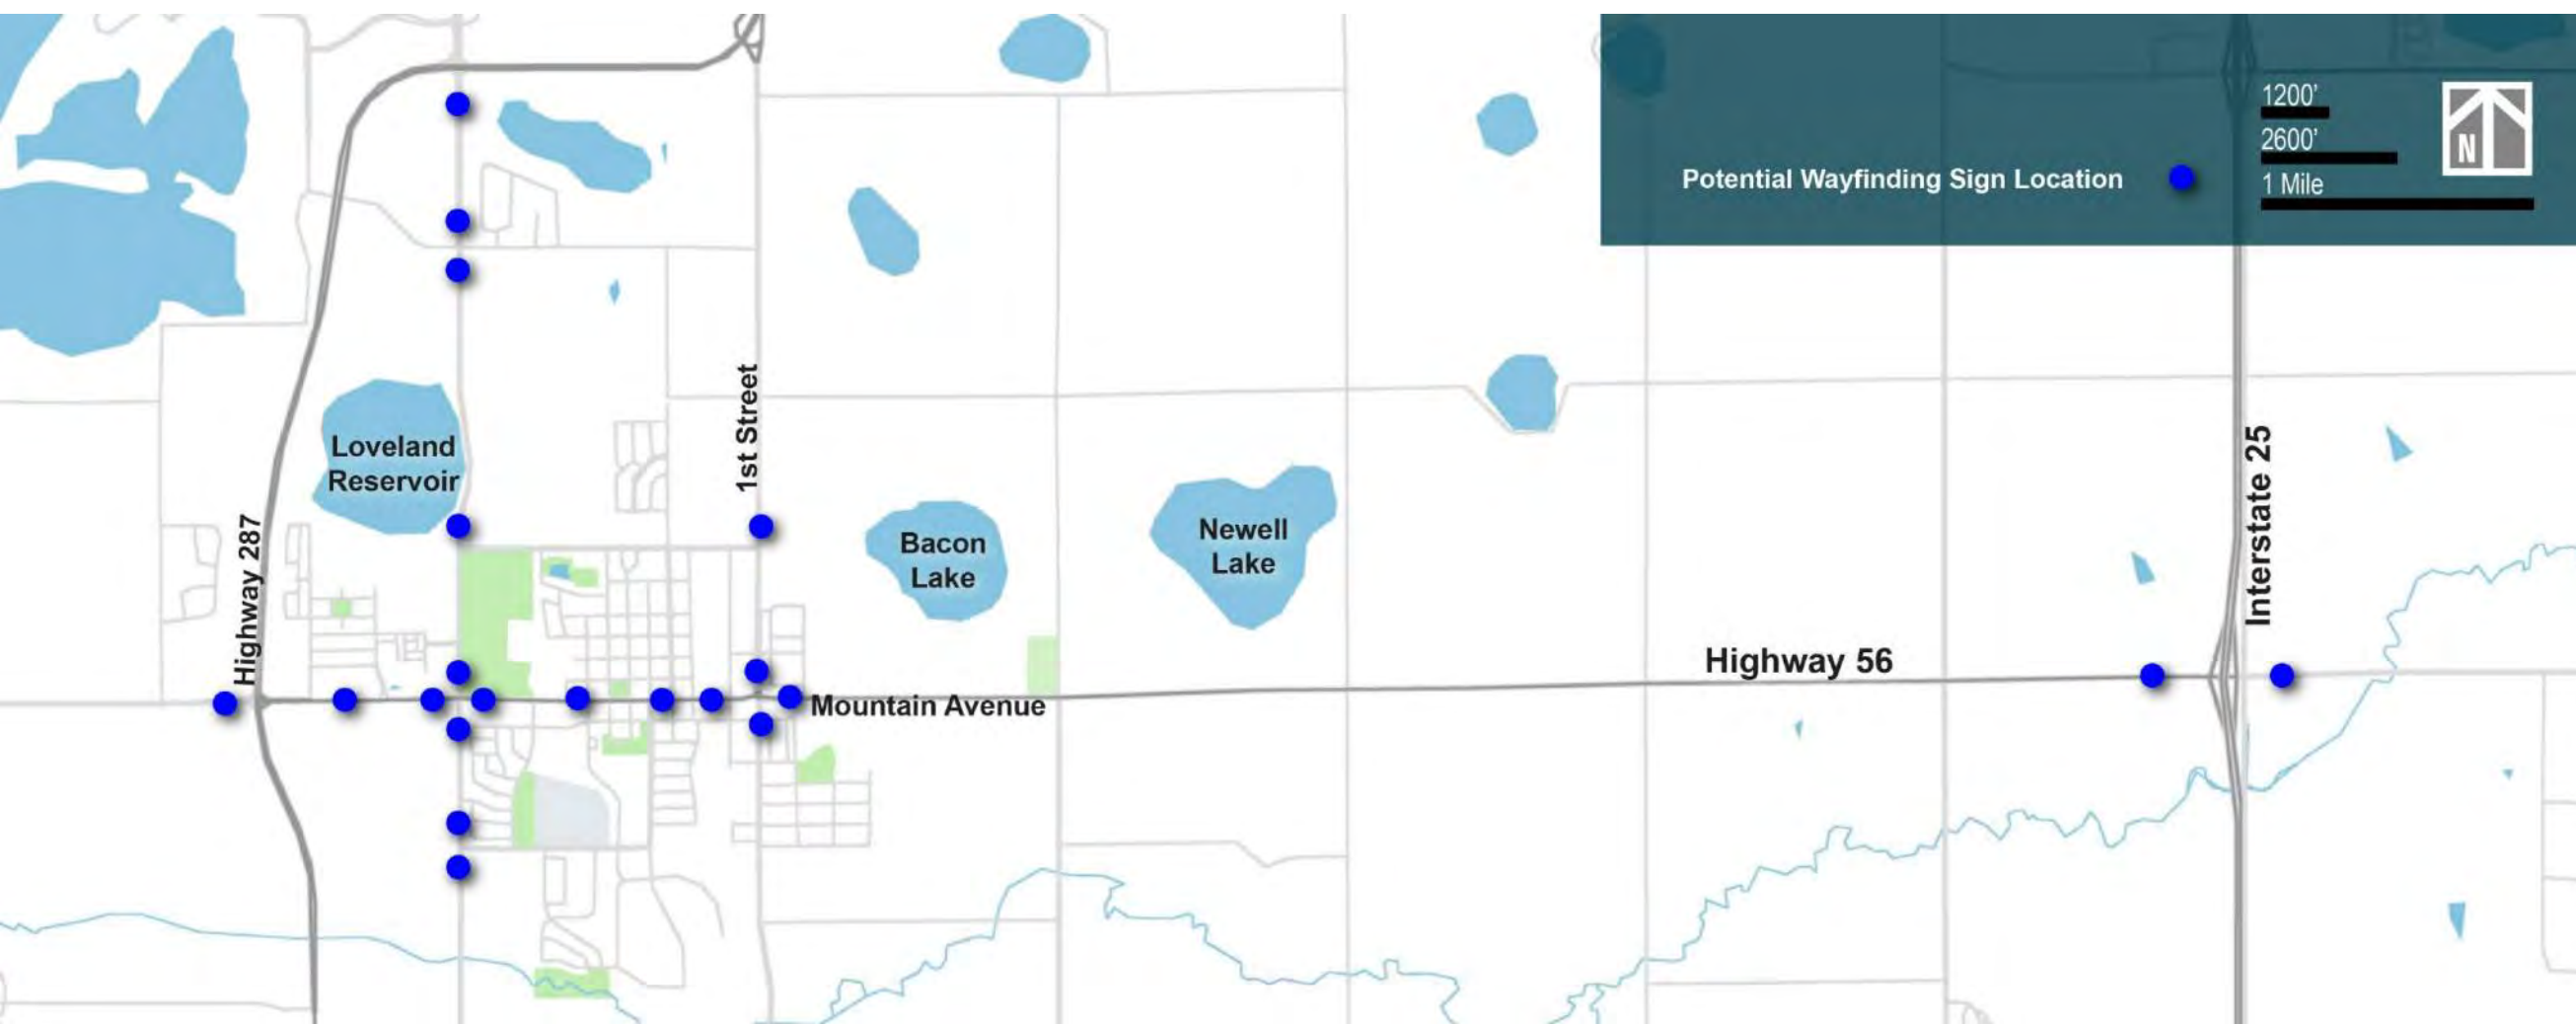 1200'
2600'
Potential Wayfinding Sign Location
1 Mile
N
Loveland
Reservoir
1st Street
Highway 287
Bacon
Lake
Newell
Lake
Interstate 25
Highway 56
Mountain Avenue